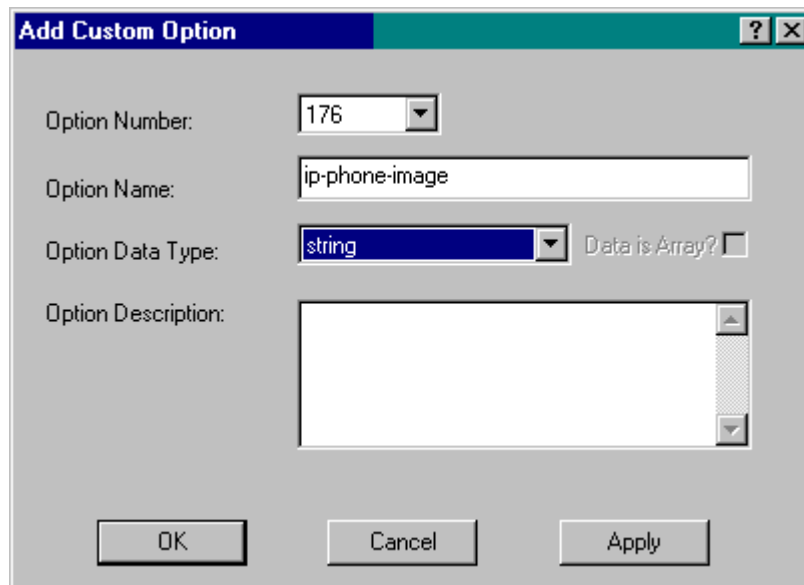 Add Custom Option
Option Number: 176
Option Name: ip-phone-image
Option Data Type: string Data is Array?
Option Description:
OK Cancel Apply